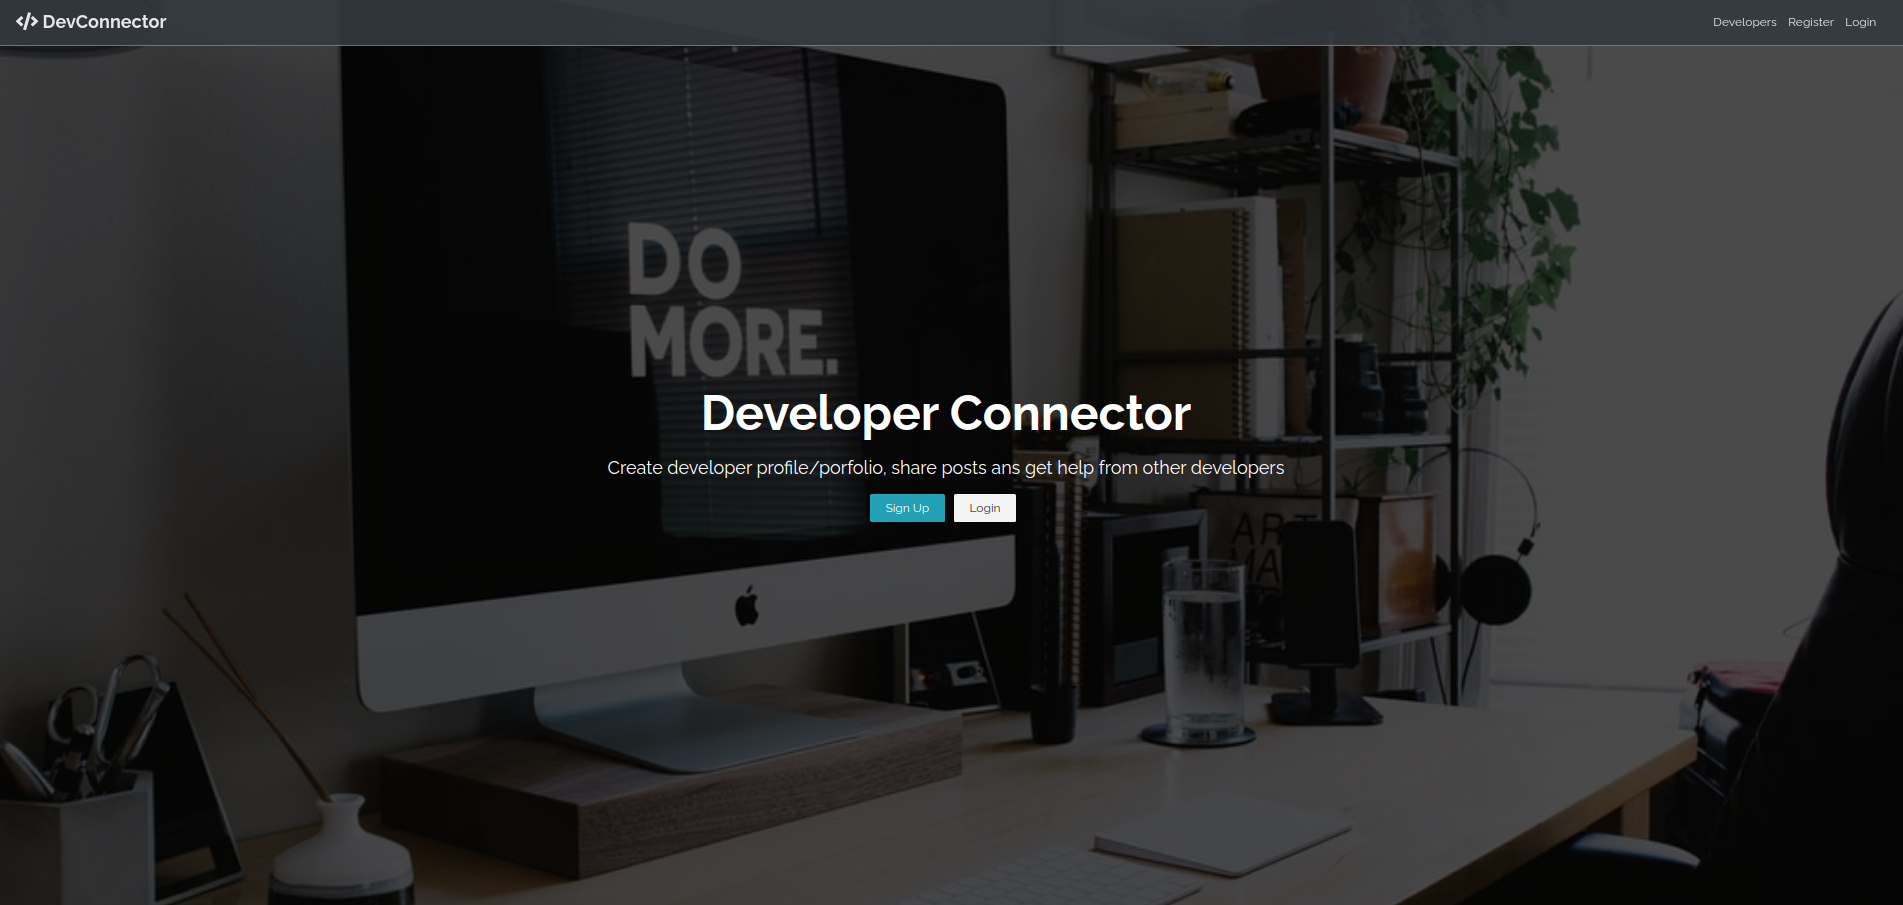 DevConnector
Developers Register Login
DO
MORE.
Developer Connector
Create developer profile/porfolio, share posts ans get help from other developers
Sign Up Login
ART
MA